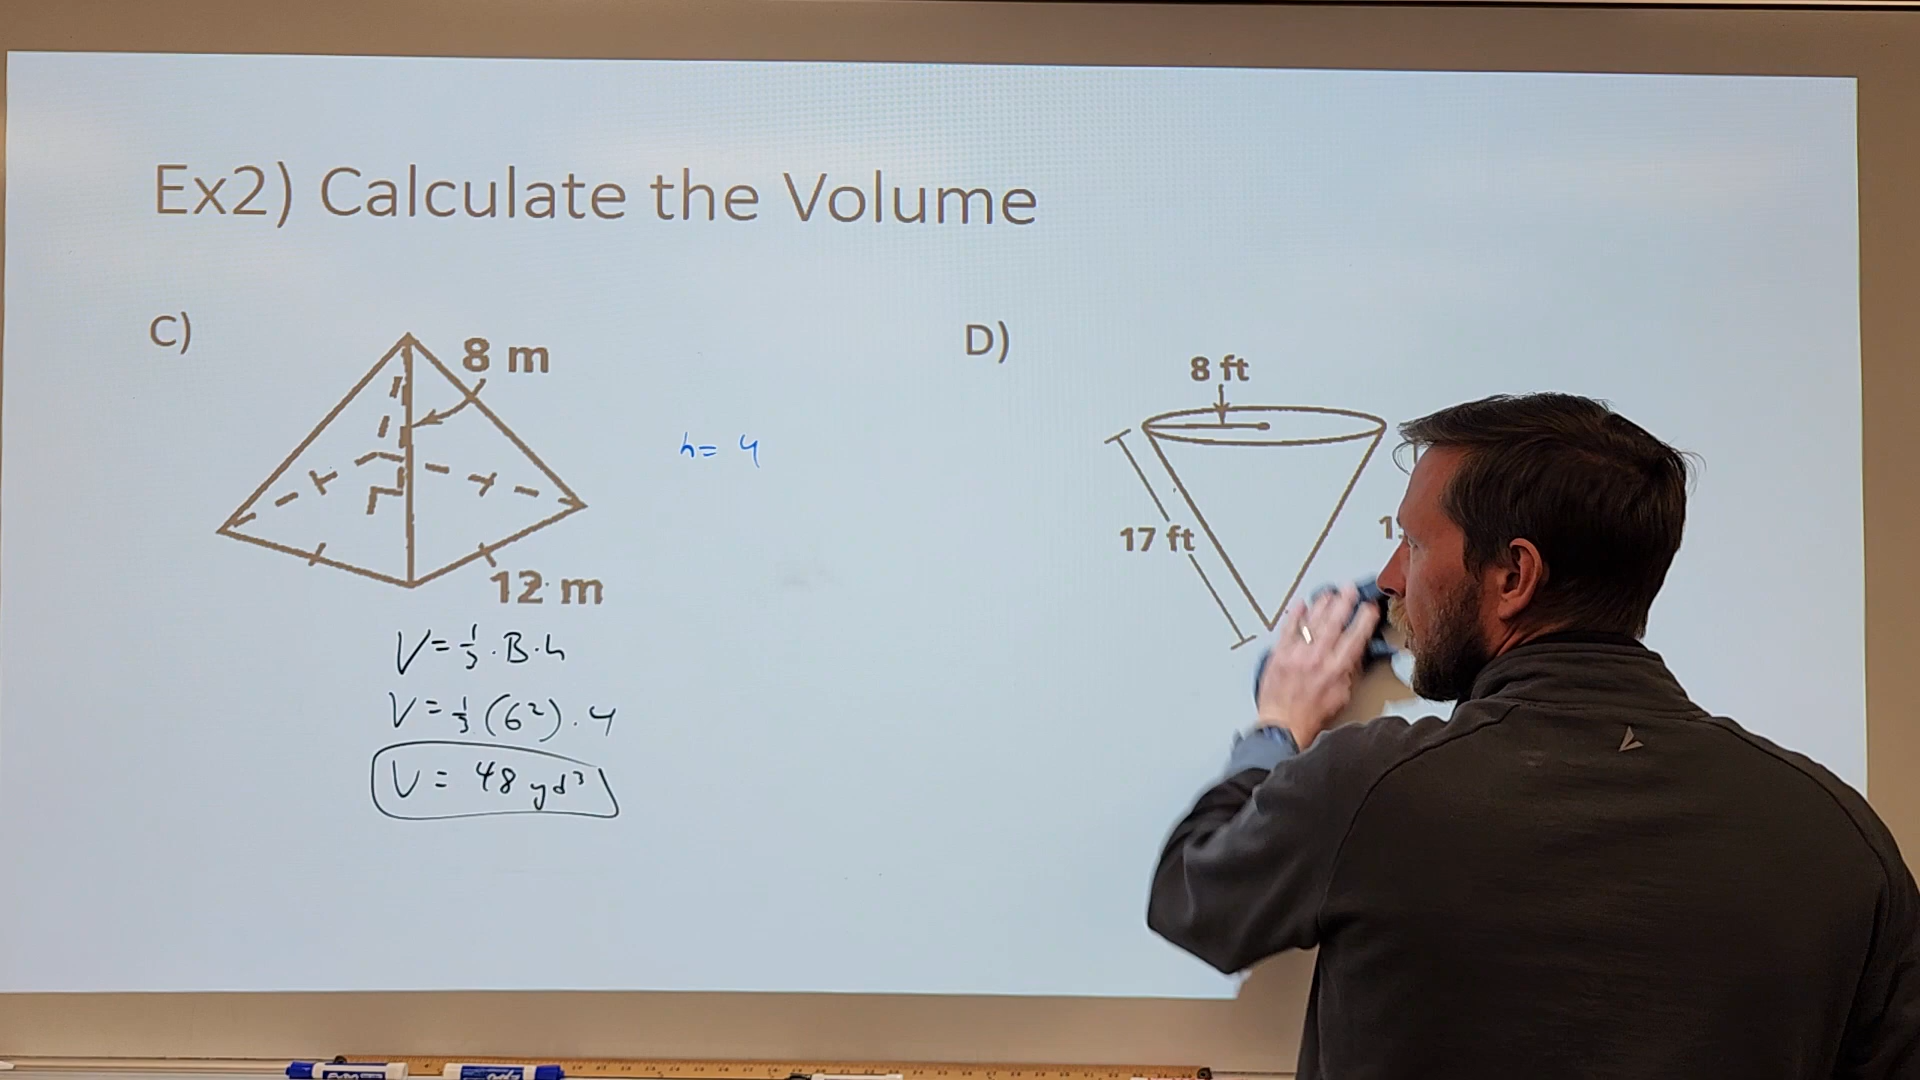 Ex2) Calculate the Volume
C)
8 m
12 m
h= 4
V= 1/3 · B · h
V= 1/3 (6²) · 4
V= 48 yd³
D)
8 ft
17 ft
EXPO